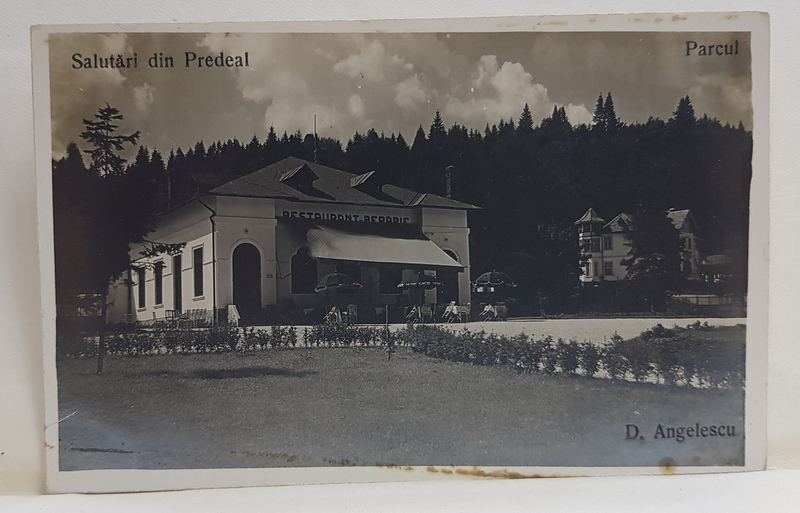 Salutări din Predeal
Parcul
RESTAURANT-BERARIE
D. Angelescu